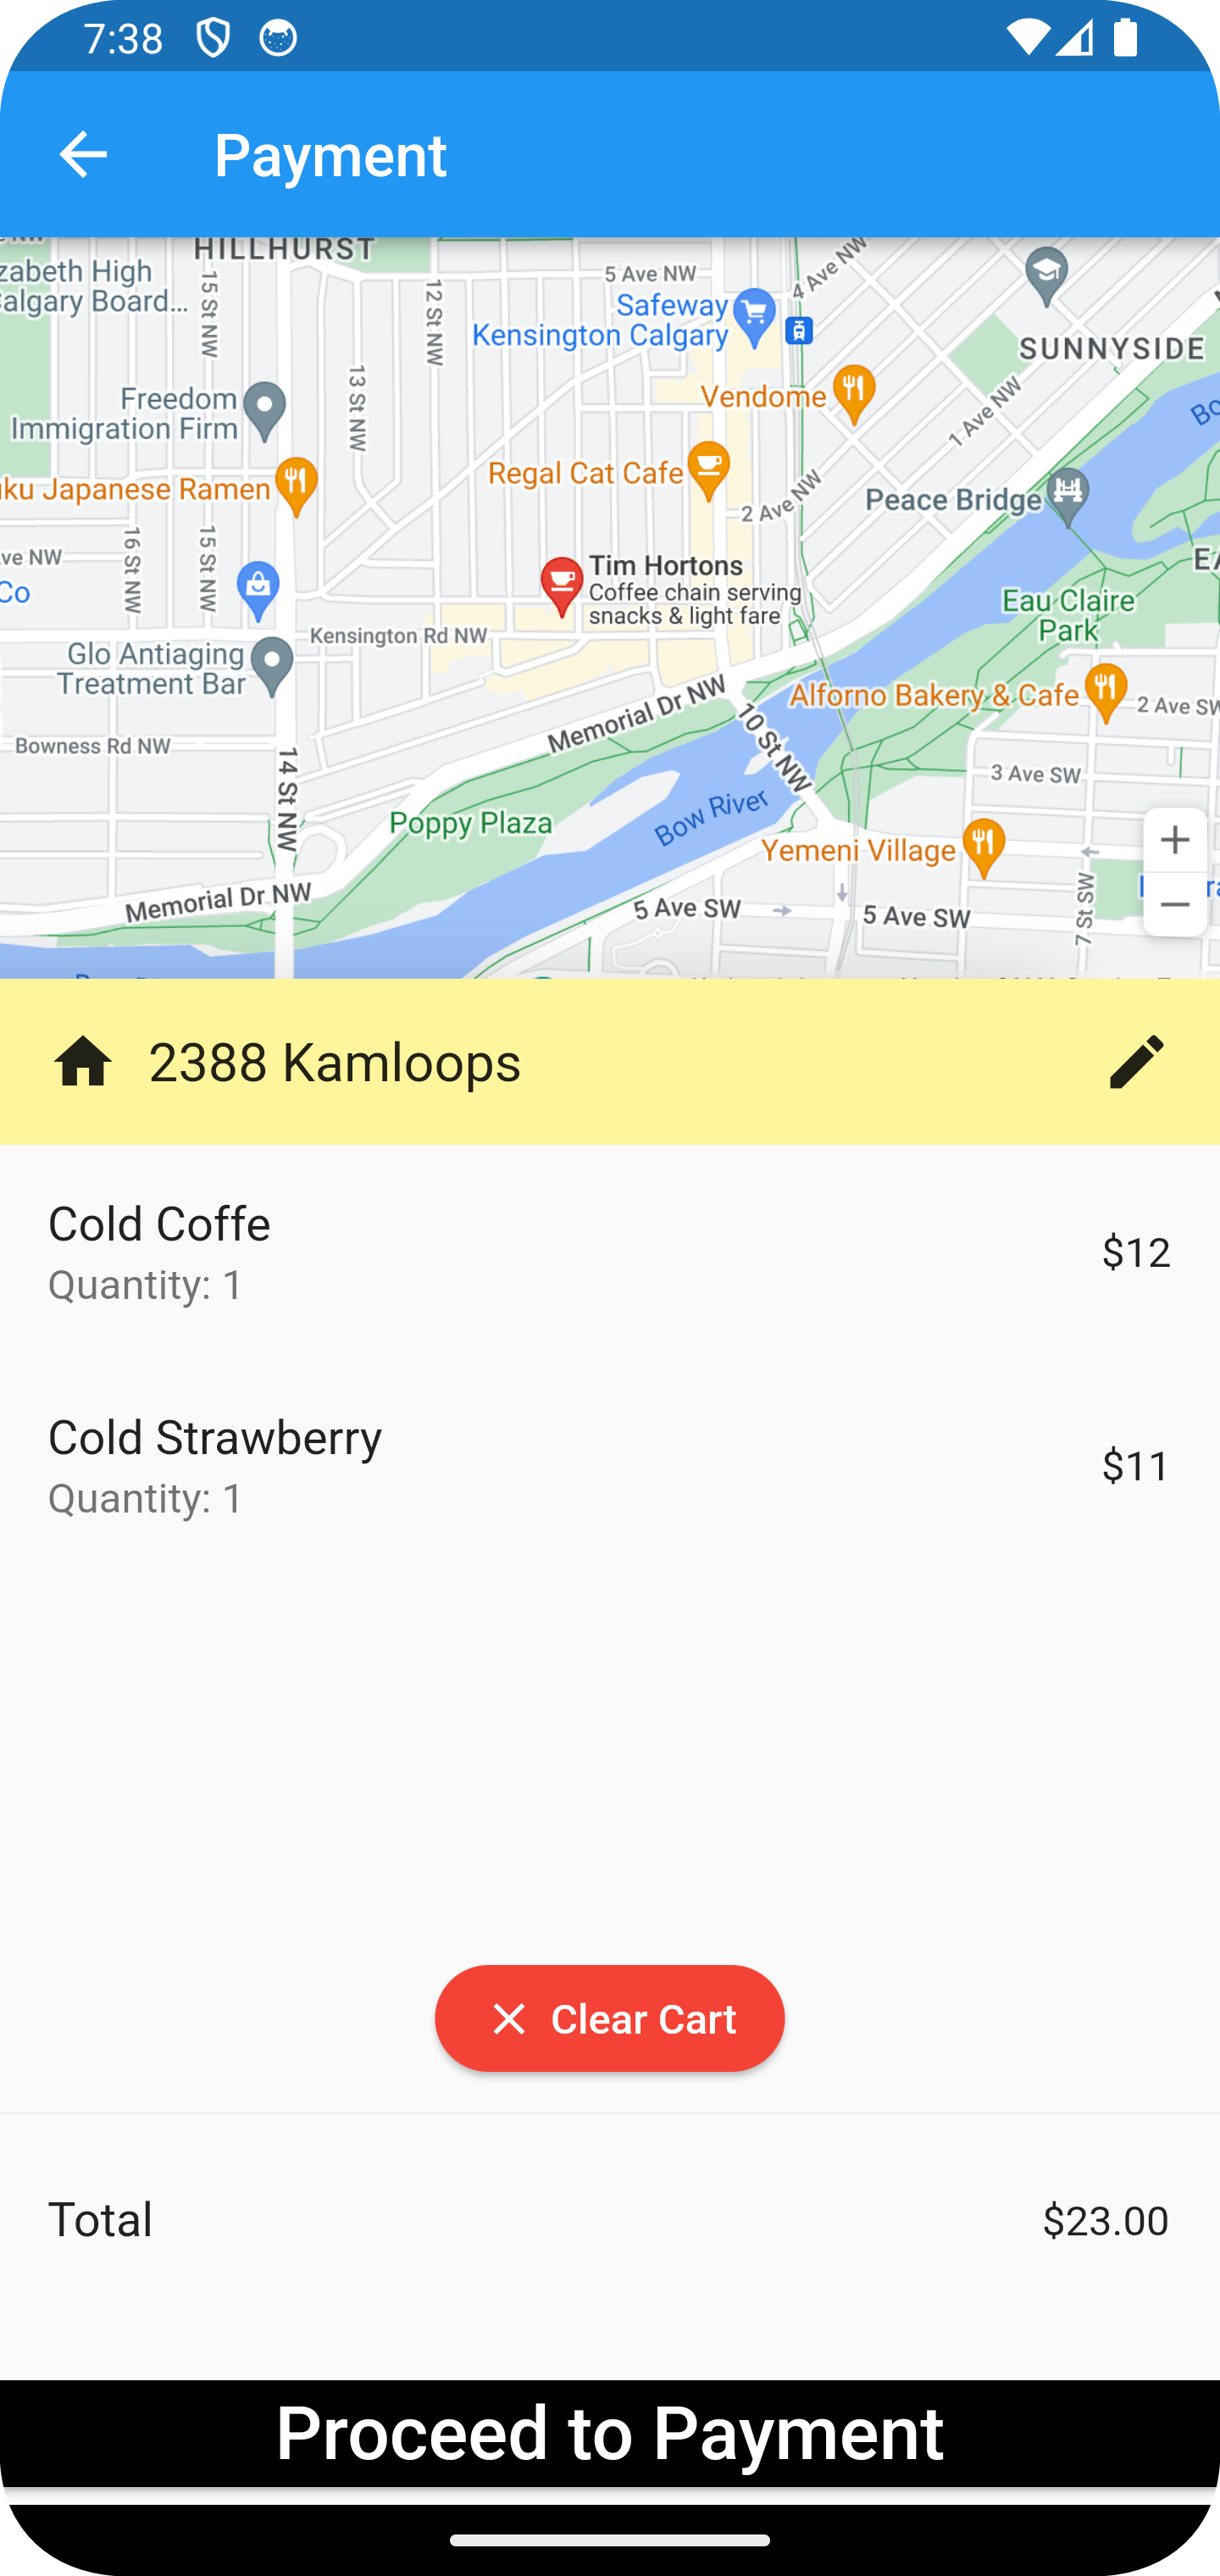 7:38
Payment
HILLHURST
zabeth High
algary Board...
15 St NW
12 St NW
5 Ave NW
4 Ave NW
Safeway
Kensington Calgary
SUNNYSIDE
13 St NW
Freedom
Immigration Firm
Vendome
1 Ave NW
Regal Cat Cafe
ku Japanese Ramen
2 Ave NW
Peace Bridge
ve NW
16 St NW
15 St NW
Co
Tim Hortons
Coffee chain serving
snacks & light fare
Eau Claire
Park
Kensington Rd NW
Glo Antiaging
Treatment Bar
Memorial Dr NW
10 St NW
Alforno Bakery & Cafe
2 Ave SW
Bowness Rd NW
14 St NW
3 Ave SW
Poppy Plaza
Bow River
Yemeni Village
Memorial Dr NW
5 Ave SW
5 Ave SW
7 St SW
2388 Kamloops
Cold Coffe
$12
Quantity: 1
Cold Strawberry
$11
Quantity: 1
Clear Cart
Total
$23.00
Proceed to Payment